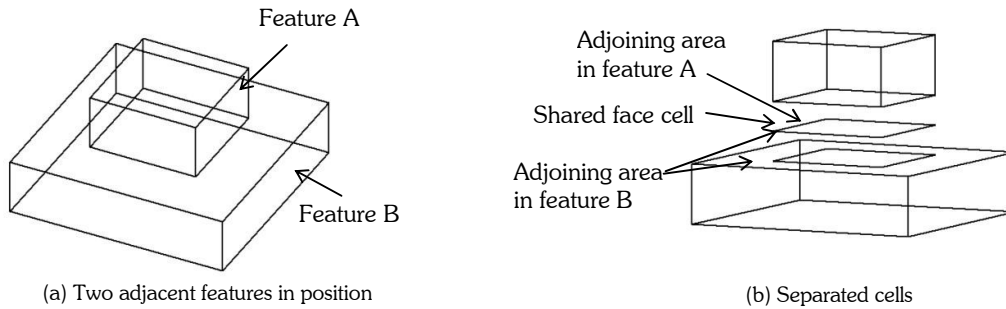 Feature A
Feature B
(a) Two adjacent features in position
Adjoining area
in feature A
Shared face cell
Adjoining area
in feature B
(b) Separated cells